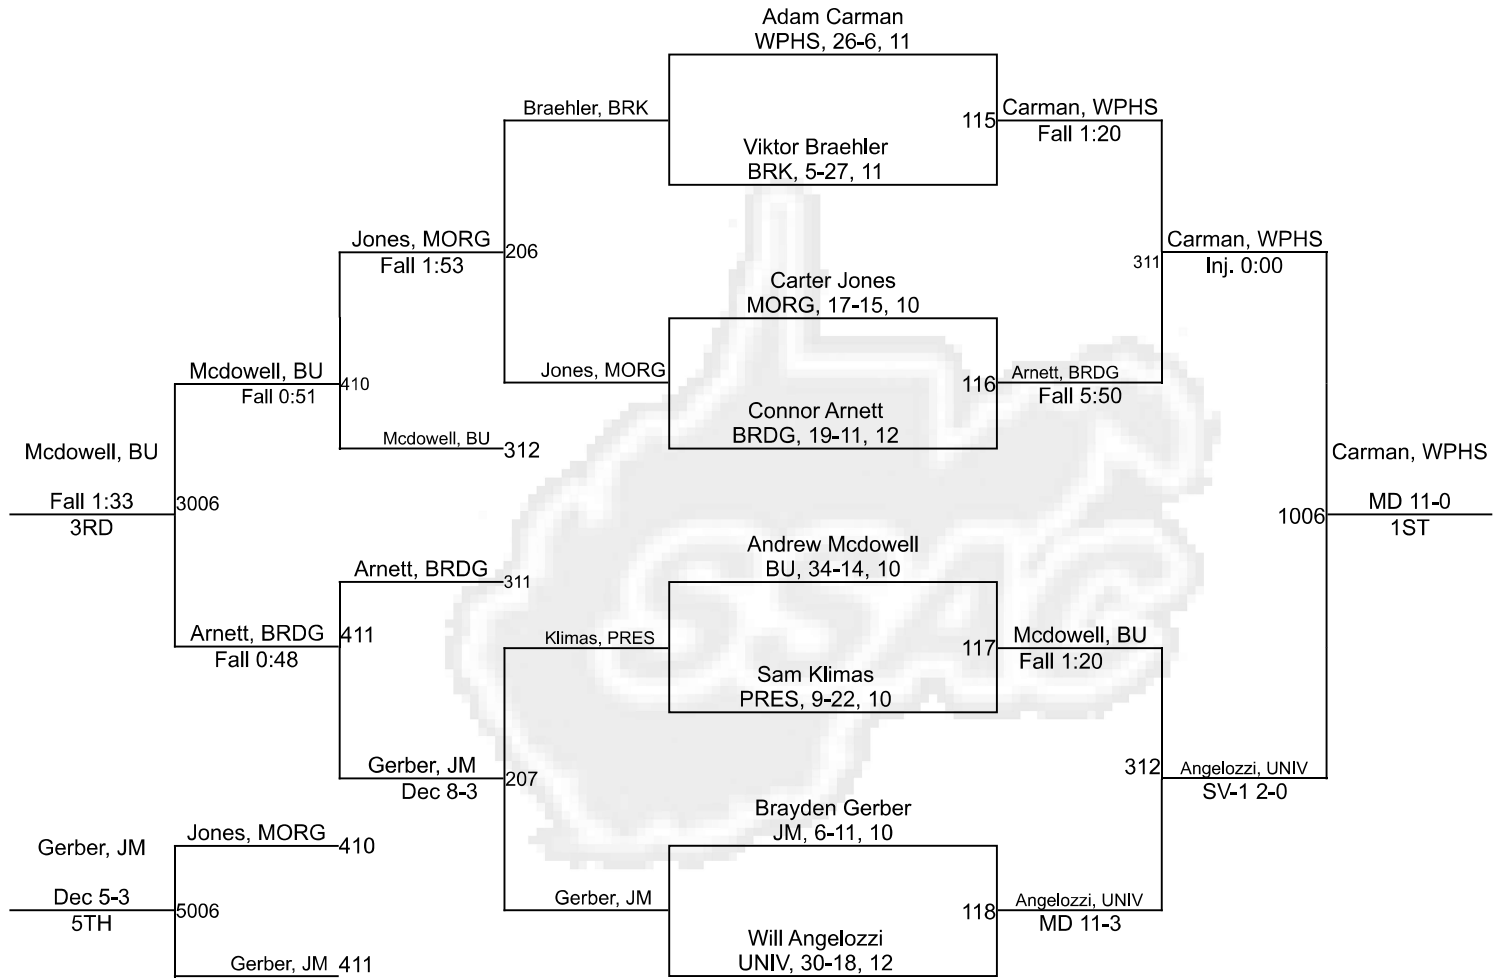 Adam Carman
WPHS, 26-6, 11
Braehler, BRK
115
Carman, WPHS
Fall 1:20
Viktor Braehler
BRK, 5-27, 11
Jones, MORG
Fall 1:53
206
311
Carman, WPHS
Inj. 0:00
Carter Jones
MORG, 17-15, 10
Mcdowell, BU
Fall 0:51
410
Jones, MORG
116
Arnett, BRDG
Fall 5:50
Connor Arnett
BRDG, 19-11, 12
Mcdowell, BU
312
Mcdowell, BU
Fall 1:33
3RD
3006
Carman, WPHS
1006
MD 11-0
1ST
Andrew Mcdowell
BU, 34-14, 10
Arnett, BRDG
311
Arnett, BRDG
Fall 0:48
411
Klimas, PRES
117
Mcdowell, BU
Fall 1:20
Sam Klimas
PRES, 9-22, 10
Gerber, JM
Dec 8-3
207
312
Angelozzi, UNIV
SV-1 2-0
Brayden Gerber
JM, 6-11, 10
Jones, MORG
410
Gerber, JM
Dec 5-3
5TH
5006
Gerber, JM
118
Angelozzi, UNIV
MD 11-3
Will Angelozzi
UNIV, 30-18, 12
Gerber, JM
411
SSAC